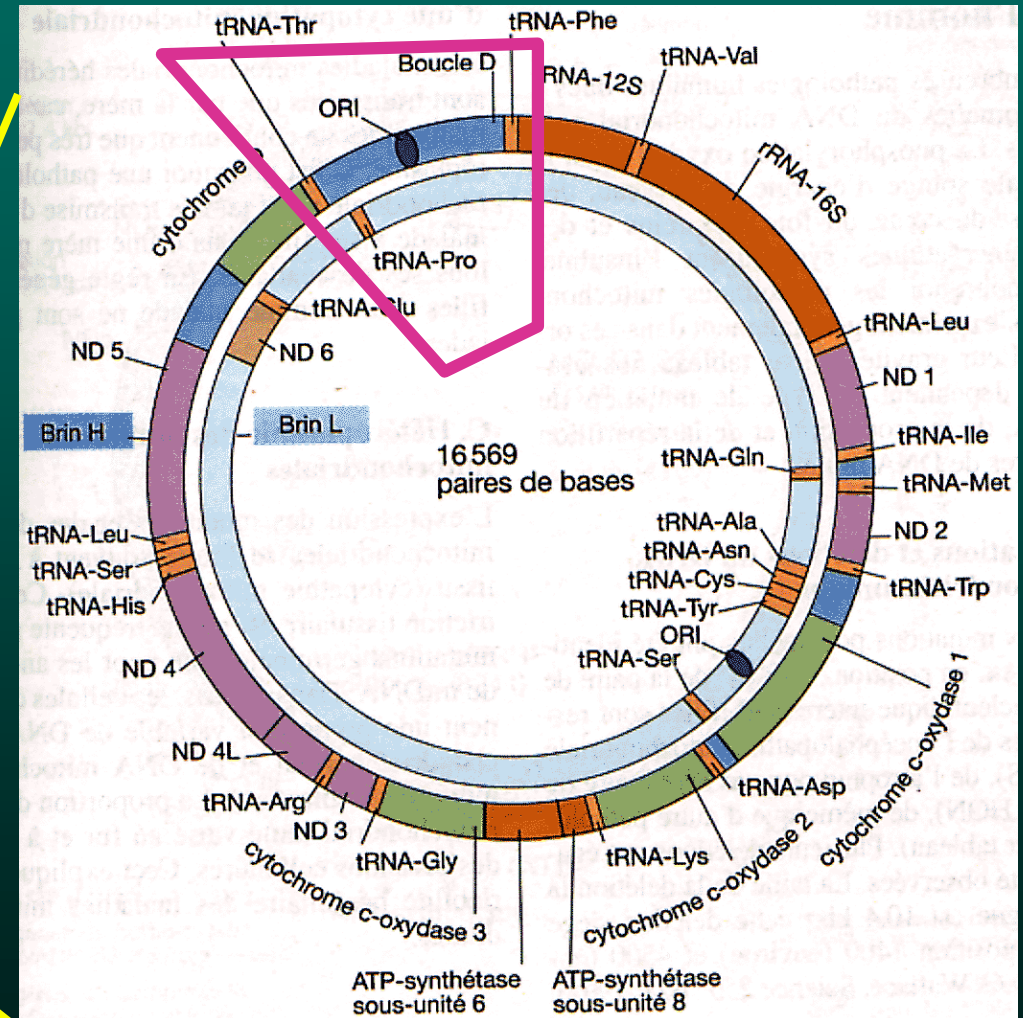 tRNA-Thr
tRNA-Phe
Boucle D
RNA-12S
tRNA-Val
ORI
rRNA-16S
cytochrome
tRNA-Pro
tRNA-Glu
ND 6
ND 5
tRNA-Leu
ND 1
Brin H
Brin L
tRNA-Ile
16 569
paires de bases
tRNA-Gln
tRNA-Met
tRNA-Ala
ND 2
tRNA-Asn
tRNA-Leu
tRNA-Ser
tRNA-Cys
tRNA-Trp
tRNA-His
tRNA-Tyr
ORI
tRNA-Ser
ND 4
cytochrome c-oxydase 1
ND 4L
tRNA-Asp
tRNA-Arg
ND 3
tRNA-Gly
tRNA-Lys
cytochrome c-oxydase 2
cytochrome c-oxydase 3
ATP-synthétase
sous-unité 6
ATP-synthétase
sous-unité 8